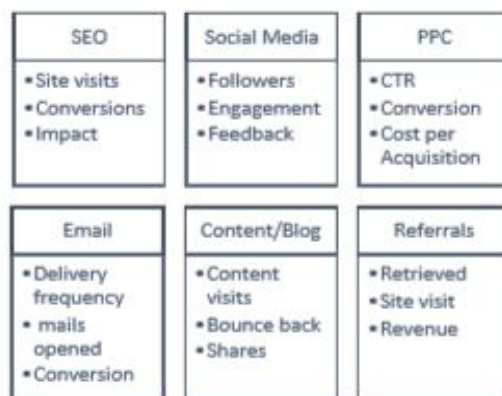 SEO
• Site visits
• Conversions
• Impact
Social Media
• Followers
• Engagement
• Feedback
PPC
• CTR
• Conversion
• Cost per
Acquisition
Email
• Delivery
frequency
• mails
opened
• Conversion
Content/Blog
• Content
visits
• Bounce back
• Shares
Referrals
• Retrieved
• Site visit
• Revenue